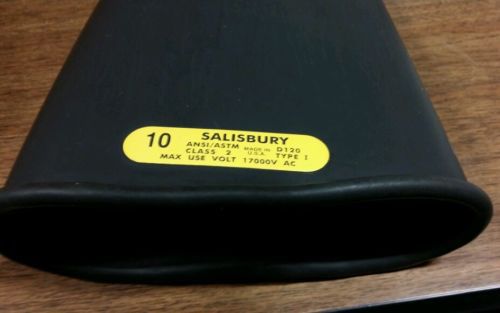 10 SALISBURY
ANSI/ASTM MADE IN D120
CLASS 2 U.S.A. TYPE I
MAX USE VOLT 17000V AC